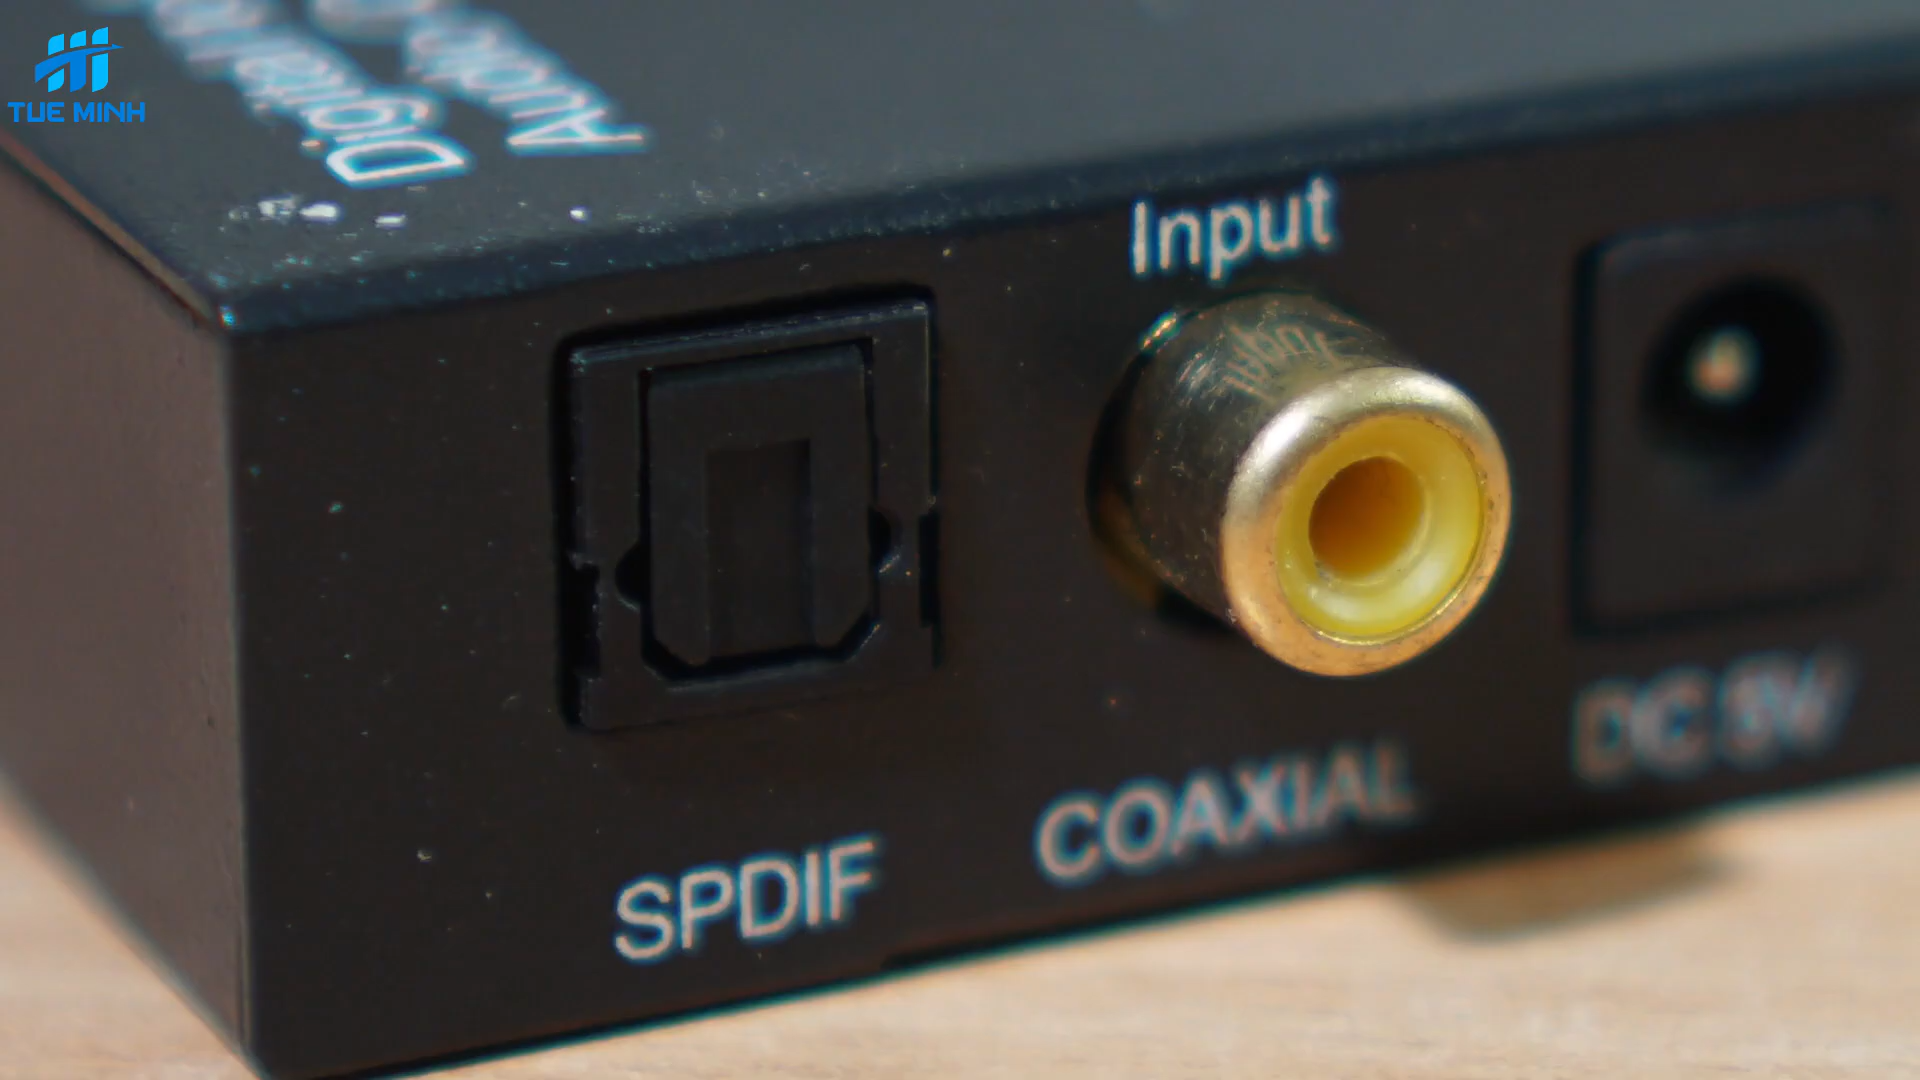 TUE MINH
Digital
Audio
Input
SPDIF
COAXIAL
DC 5V